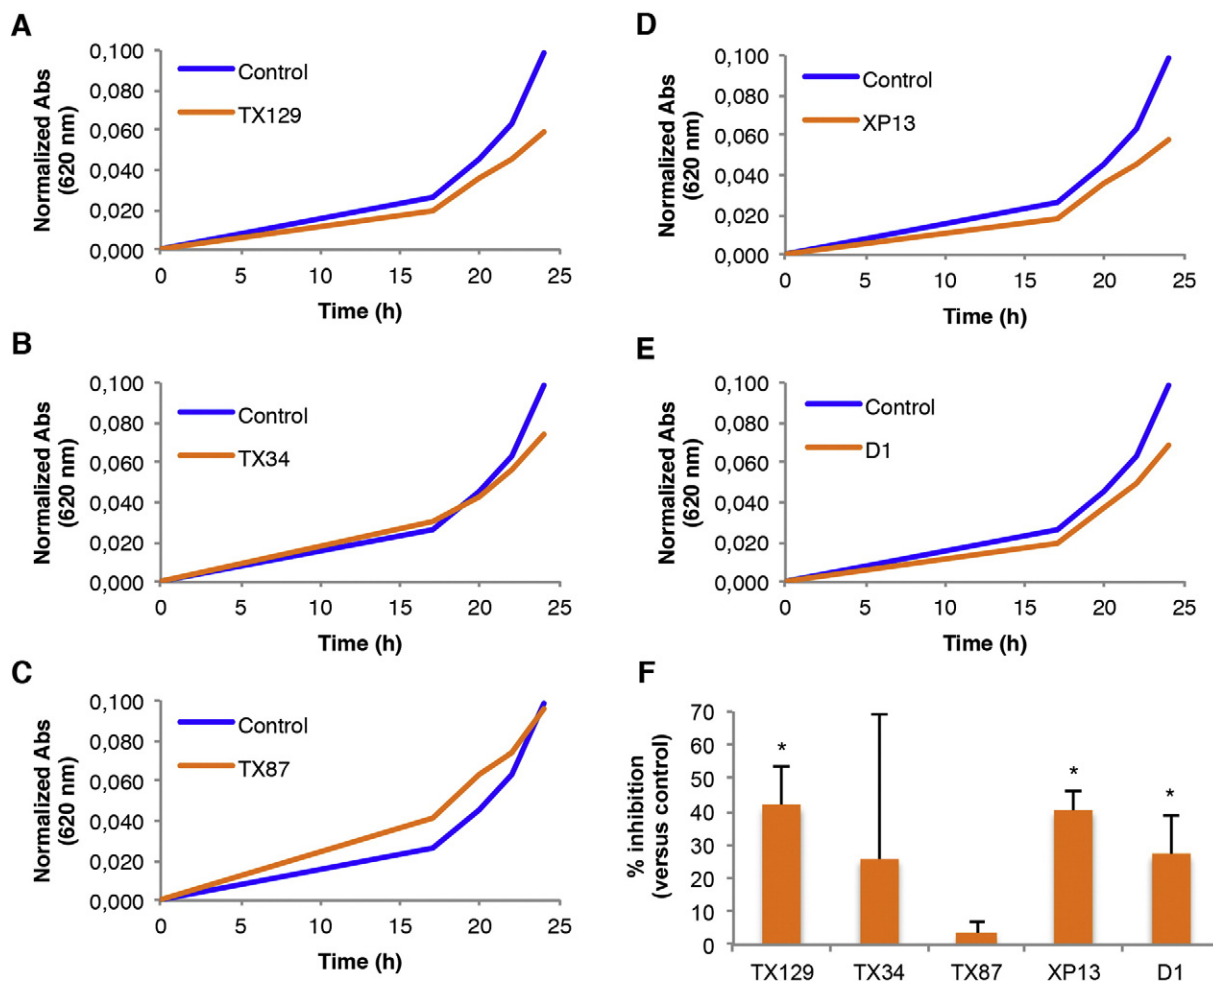 A
Normalized Abs
(620 nm)
0,100
0,080
0,060
0,040
0,020
0,000
Control
TX129
0 5 10 15 20 25
Time (h)
B
Normalized Abs
(620 nm)
0,100
0,080
0,060
0,040
0,020
0,000
Control
TX34
0 5 10 15 20 25
Time (h)
C
Normalized Abs
(620 nm)
0,100
0,080
0,060
0,040
0,020
0,000
Control
TX87
0 5 10 15 20 25
Time (h)
D
Normalized Abs
(620 nm)
0,100
0,080
0,060
0,040
0,020
0,000
Control
XP13
0 5 10 15 20 25
Time (h)
E
Normalized Abs
(620 nm)
0,100
0,080
0,060
0,040
0,020
0,000
Control
D1
0 5 10 15 20 25
Time (h)
F
% inhibition
(versus control)
70
60
50
40
30
20
10
0
* * *
TX129 TX34 TX87 XP13 D1